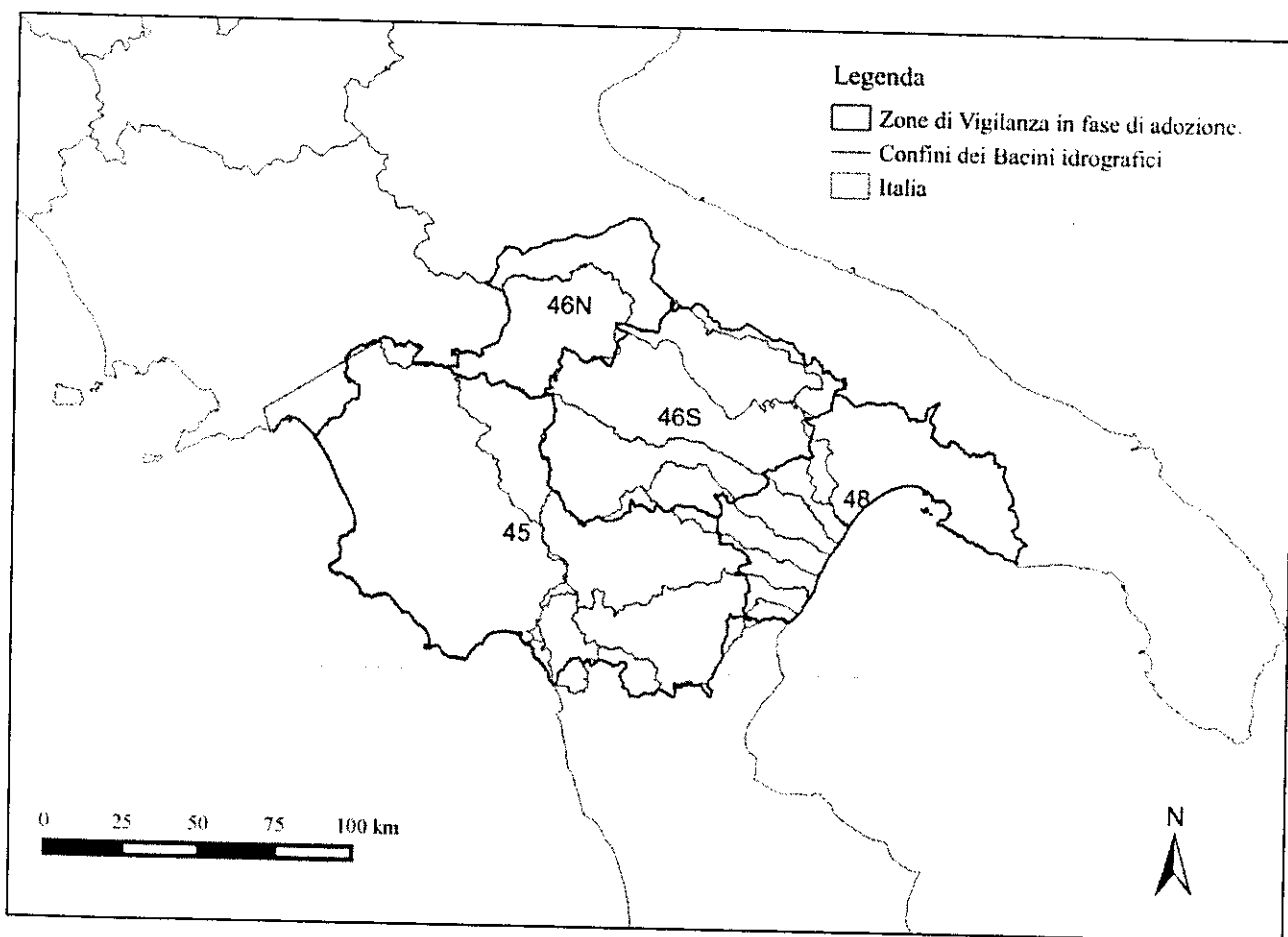 Legenda
Zone di Vigilanza in fase di adozione.
Confini dei Bacini idrografici
Italia
46N
46S
48
45
0 25 50 75 100 km
N